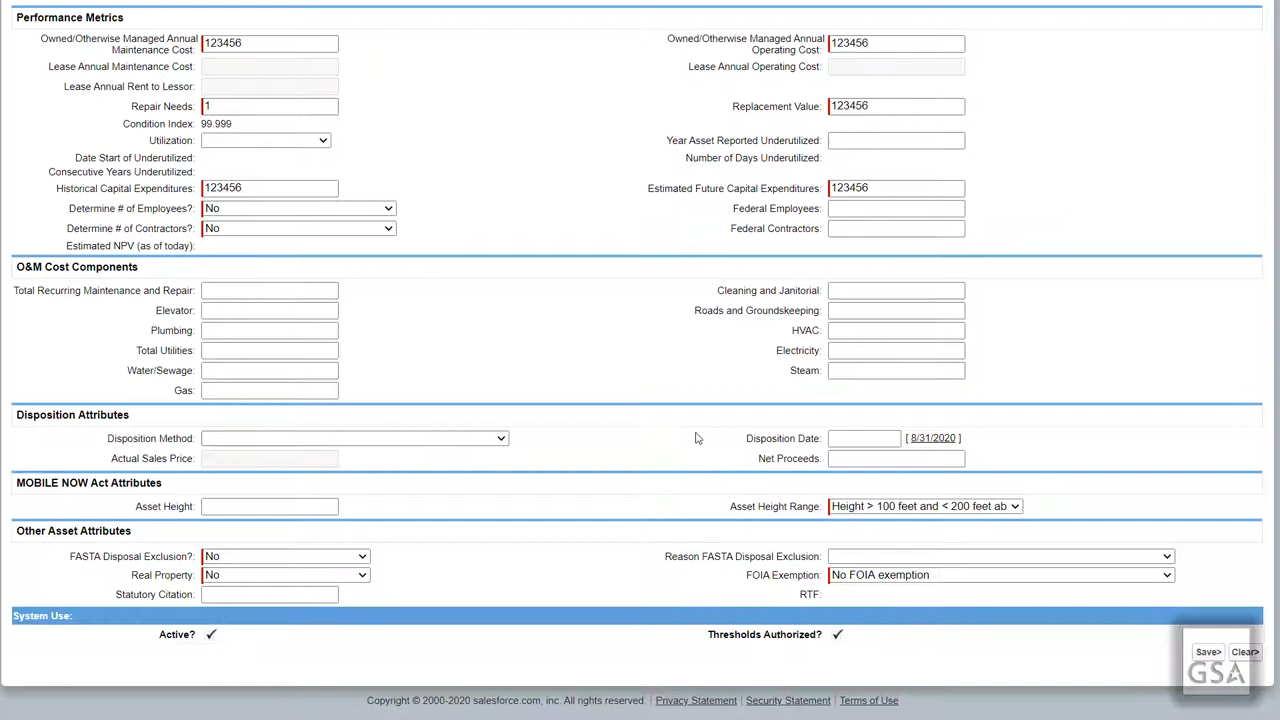 Performance Metrics
Owned/Otherwise Managed Annual Maintenance Cost: 123456 Owned/Otherwise Managed Annual Operating Cost: 123456
Lease Annual Maintenance Cost: Lease Annual Operating Cost:
Lease Annual Rent to Lessor:
Repair Needs: 1 Replacement Value: 123456
Condition Index: 99.999
Utilization: Year Asset Reported Underutilized:
Date Start of Underutilized: Number of Days Underutilized:
Consecutive Years Underutilized:
Historical Capital Expenditures: 123456 Estimated Future Capital Expenditures: 123456
Determine # of Employees?: No Federal Employees:
Determine # of Contractors?: No Federal Contractors:
Estimated NPV (as of today):
O&M Cost Components
Total Recurring Maintenance and Repair: Cleaning and Janitorial:
Elevator: Roads and Groundskeeping:
Plumbing: HVAC:
Total Utilities: Electricity:
Water/Sewage: Steam:
Gas:
Disposition Attributes
Disposition Method: Disposition Date: [ 8/31/2020 ]
Actual Sales Price: Net Proceeds:
MOBILE NOW Act Attributes
Asset Height: Asset Height Range: Height > 100 feet and < 200 feet ab
Other Asset Attributes
FASTA Disposal Exclusion?: No Reason FASTA Disposal Exclusion:
Real Property: No FOIA Exemption: No FOIA exemption
Statutory Citation: RTF:
System Use:
Active? ✓ Thresholds Authorized? ✓
Save> Clear>
GSA
Copyright © 2000-2020 salesforce.com, inc. All rights reserved. | Privacy Statement | Security Statement | Terms of Use